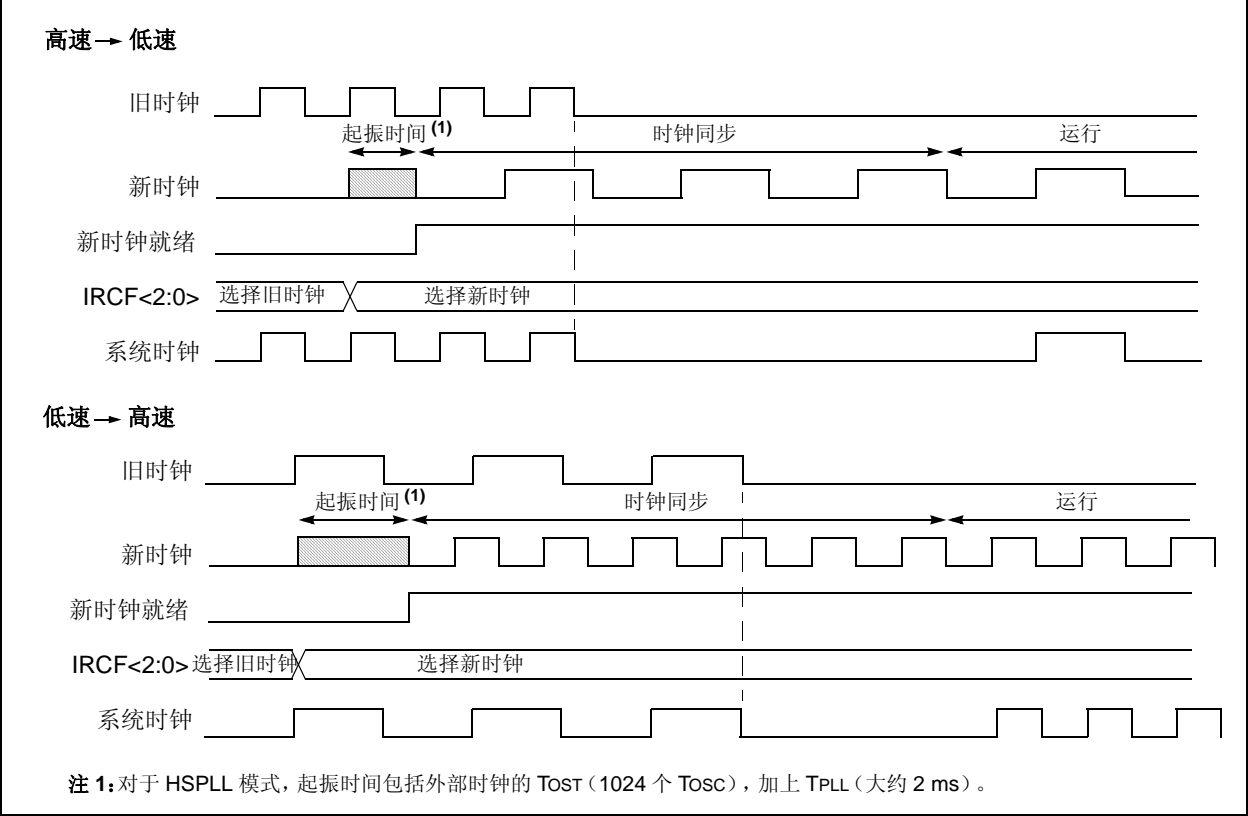 高速→ 低速
旧时钟
起振时间 (1) 时钟同步 运行
新时钟
新时钟就绪
IRCF<2:0> 选择旧时钟 选择新时钟
系统时钟
低速→ 高速
旧时钟
起振时间 (1) 时钟同步 运行
新时钟
新时钟就绪
IRCF<2:0> 选择旧时钟 选择新时钟
系统时钟
注 1:对于 HSPLL 模式，起振时间包括外部时钟的 TOST（1024 个 TOSC），加上 TPLL（大约 2 ms）。